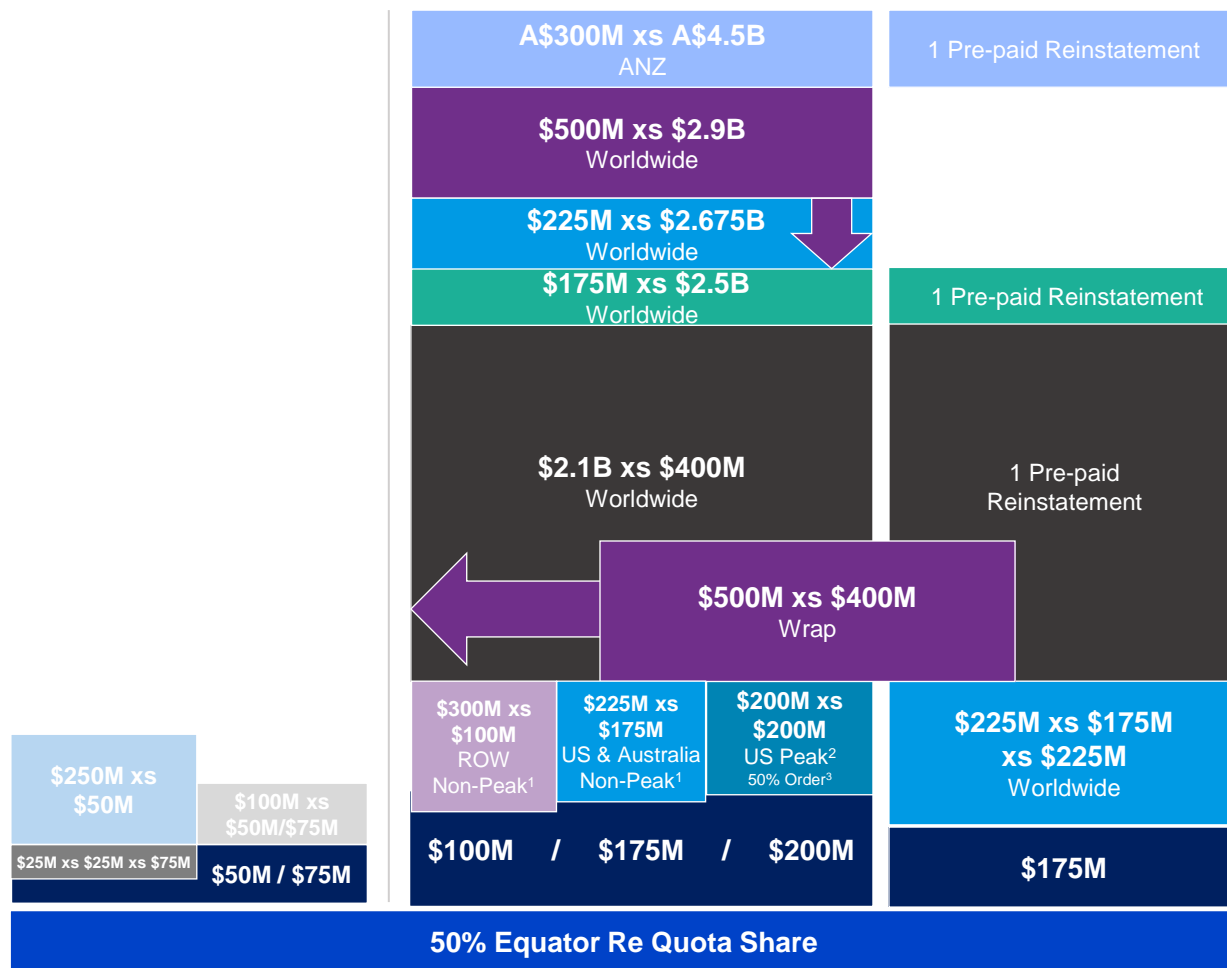 A$300M xs A$4.5B
ANZ
1 Pre-paid Reinstatement
$500M xs $2.9B
Worldwide
$225M xs $2.675B
Worldwide
$175M xs $2.5B
Worldwide
1 Pre-paid Reinstatement
$2.1B xs $400M
Worldwide
1 Pre-paid
Reinstatement
$500M xs $400M
Wrap
$300M xs
$100M
ROW
Non-Peak¹
$225M xs
$175M
US & Australia
Non-Peak¹
$200M xs
$200M
US Peak²
50% Order³
$225M xs $175M
xs $225M
Worldwide
$250M xs
$50M
$100M xs
$50M/$75M
$25M xs $25M xs $75M
$50M / $75M
$100M / $175M / $200M
$175M
50% Equator Re Quota Share